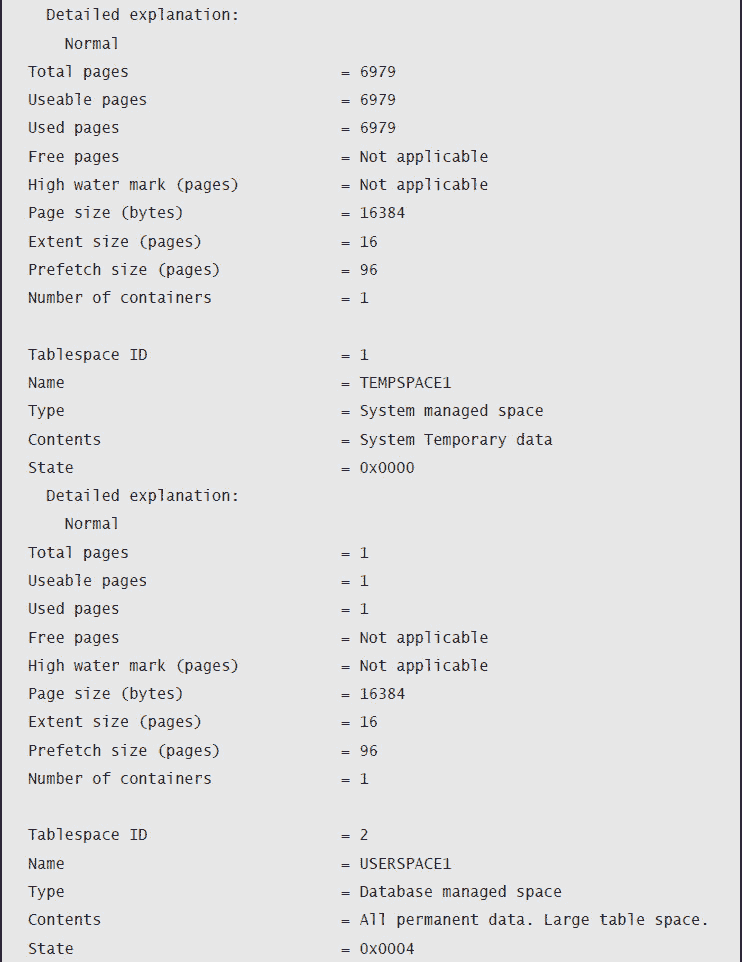 Detailed explanation:
Normal
Total pages = 6979
Useable pages = 6979
Used pages = 6979
Free pages = Not applicable
High water mark (pages) = Not applicable
Page size (bytes) = 16384
Extent size (pages) = 16
Prefetch size (pages) = 96
Number of containers = 1
Tablespace ID = 1
Name = TEMPSPACE1
Type = System managed space
Contents = System Temporary data
State = 0x0000
Detailed explanation:
Normal
Total pages = 1
Useable pages = 1
Used pages = 1
Free pages = Not applicable
High water mark (pages) = Not applicable
Page size (bytes) = 16384
Extent size (pages) = 16
Prefetch size (pages) = 96
Number of containers = 1
Tablespace ID = 2
Name = USERSPACE1
Type = Database managed space
Contents = All permanent data. Large table space.
State = 0x0004